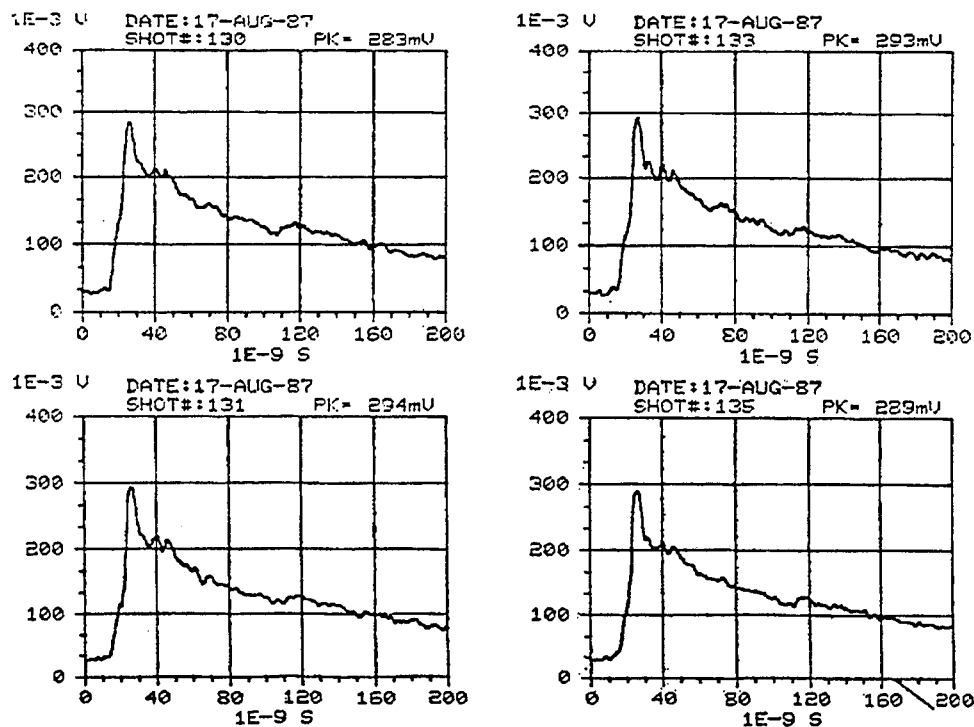 1E-3 V DATE:17-AUG-87
SHOT#:130 PK= 283mV
400
300
200
100
0
0 40 80 120 160 200
1E-9 S
1E-3 V DATE:17-AUG-87
SHOT#:133 PK= 293mV
400
300
200
100
0
0 40 80 120 160 200
1E-9 S
1E-3 V DATE:17-AUG-87
SHOT#:131 PK= 294mV
400
300
200
100
0
0 40 80 120 160 200
1E-9 S
1E-3 V DATE:17-AUG-87
SHOT#:135 PK= 289mV
400
300
200
100
0
0 40 80 120 160 200
1E-9 S